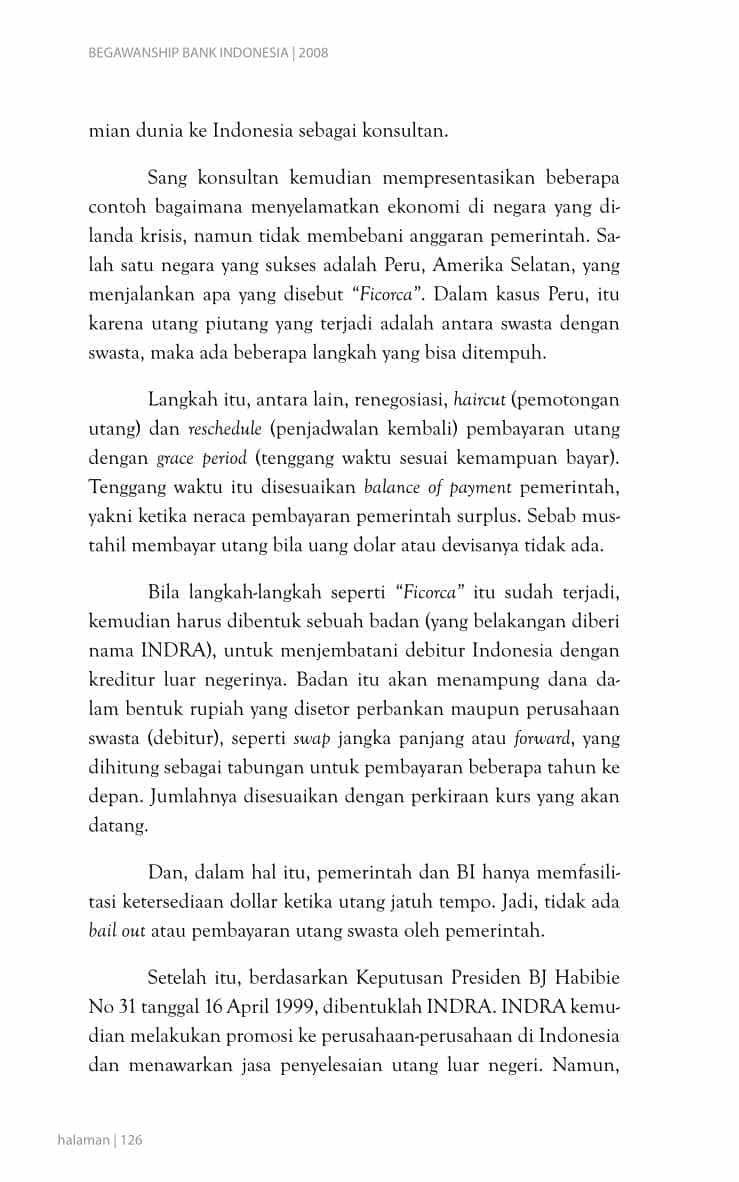 BEGAWANSHIP BANK INDONESIA | 2008
mian dunia ke Indonesia sebagai konsultan.
Sang konsultan kemudian mempresentasikan beberapa
contoh bagaimana menyelamatkan ekonomi di negara yang di-
landa krisis, namun tidak membebani anggaran pemerintah. Sa-
lah satu negara yang sukses adalah Peru, Amerika Selatan, yang
menjalankan apa yang disebut “Ficorca”. Dalam kasus Peru, itu
karena utang piutang yang terjadi adalah antara swasta dengan
swasta, maka ada beberapa langkah yang bisa ditempuh.
Langkah itu, antara lain, renegosiasi, haircut (pemotongan
utang) dan reschedule (penjadwalan kembali) pembayaran utang
dengan grace period (tenggang waktu sesuai kemampuan bayar).
Tenggang waktu itu disesuaikan balance of payment pemerintah,
yakni ketika neraca pembayaran pemerintah surplus. Sebab mus-
tahil membayar utang bila uang dolar atau devisanya tidak ada.
Bila langkah-langkah seperti “Ficorca” itu sudah terjadi,
kemudian harus dibentuk sebuah badan (yang belakangan diberi
nama INDRA), untuk menjembatani debitur Indonesia dengan
kreditur luar negerinya. Badan itu akan menampung dana da-
lam bentuk rupiah yang disetor perbankan maupun perusahaan
swasta (debitur), seperti swap jangka panjang atau forward, yang
dihitung sebagai tabungan untuk pembayaran beberapa tahun ke
depan. Jumlahnya disesuaikan dengan perkiraan kurs yang akan
datang.
Dan, dalam hal itu, pemerintah dan BI hanya memfasili-
tasi ketersediaan dollar ketika utang jatuh tempo. Jadi, tidak ada
bail out atau pembayaran utang swasta oleh pemerintah.
Setelah itu, berdasarkan Keputusan Presiden BJ Habibie
No 31 tanggal 16 April 1999, dibentuklah INDRA. INDRA kemu-
dian melakukan promosi ke perusahaan-perusahaan di Indonesia
dan menawarkan jasa penyelesaian utang luar negeri. Namun,
halaman | 126